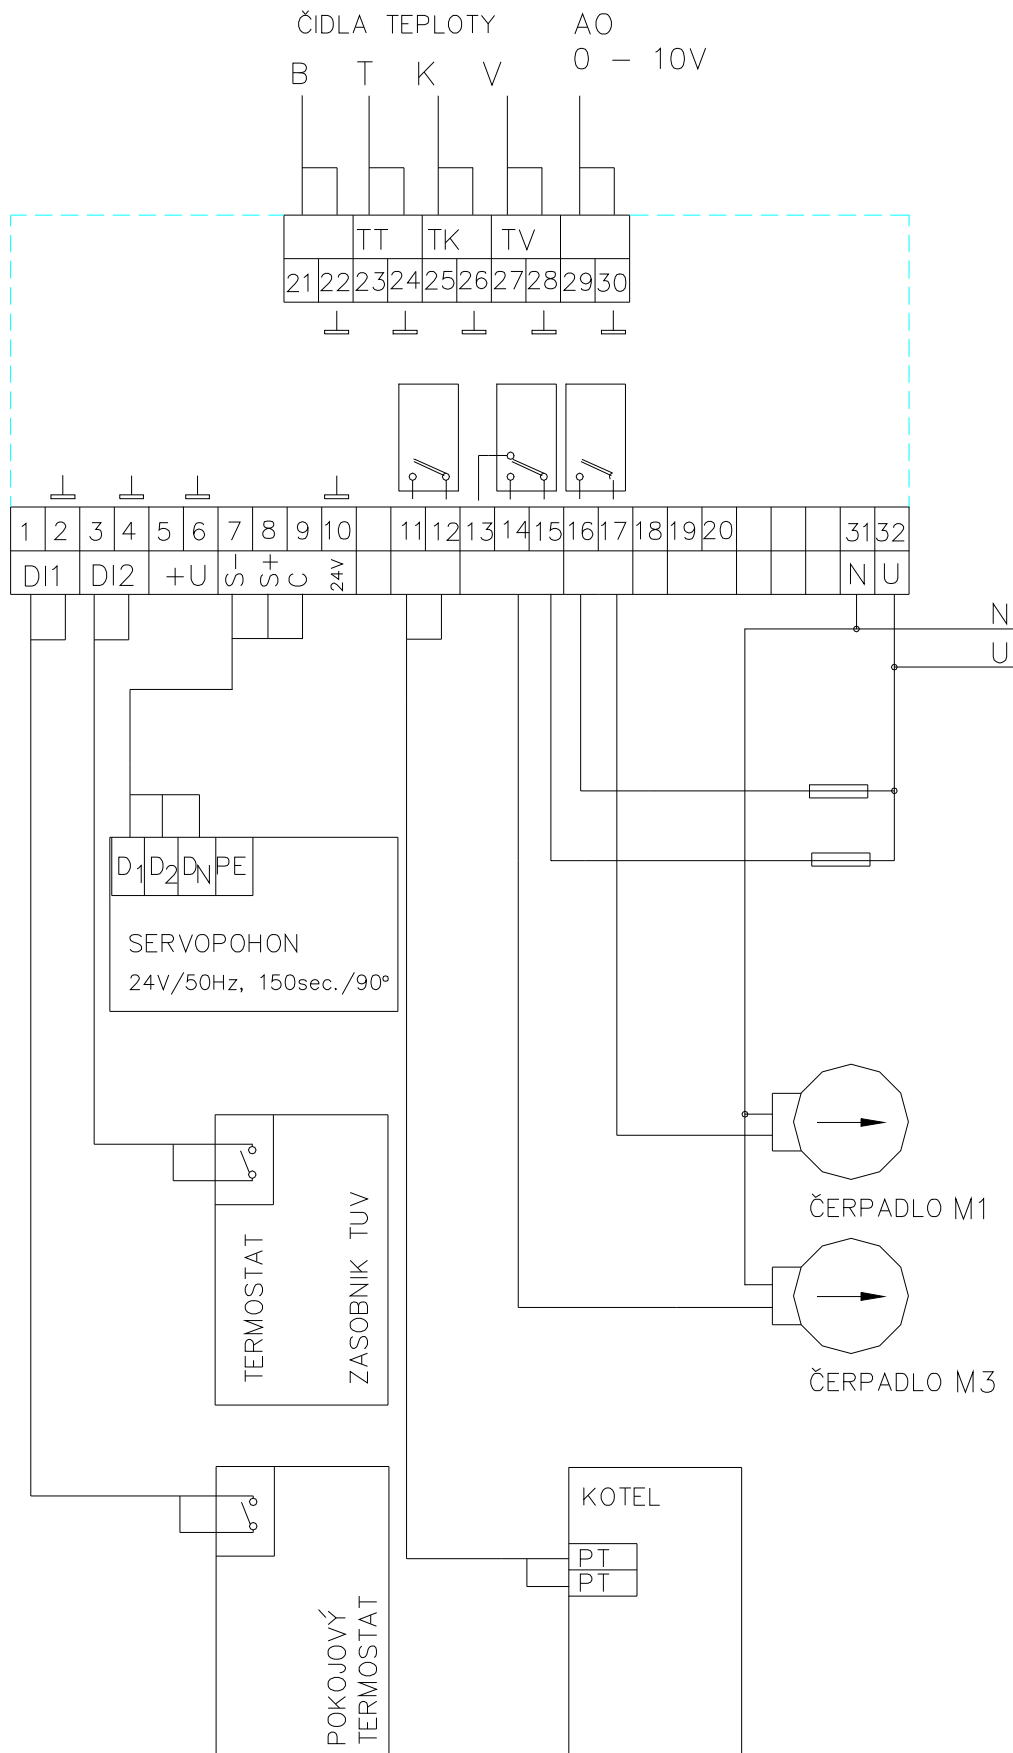 ČIDLA TEPLOTY
AO
0 – 10V
B T K V
TT TK TV
21 22 23 24 25 26 27 28 29 30
1 2 3 4 5 6 7 8 9 10 11 12 13 14 15 16 17 18 19 20 31 32
DI1 DI2 +U S- S+ C 24V N U
N
U
D1 D2 DN PE
SERVOPOHON
24V/50Hz, 150sec./90°
ČERPADLO M1
TERMOSTAT
ZASOBNIK TUV
ČERPADLO M3
KOTEL
PT
PT
POKOJOVÝ
TERMOSTAT